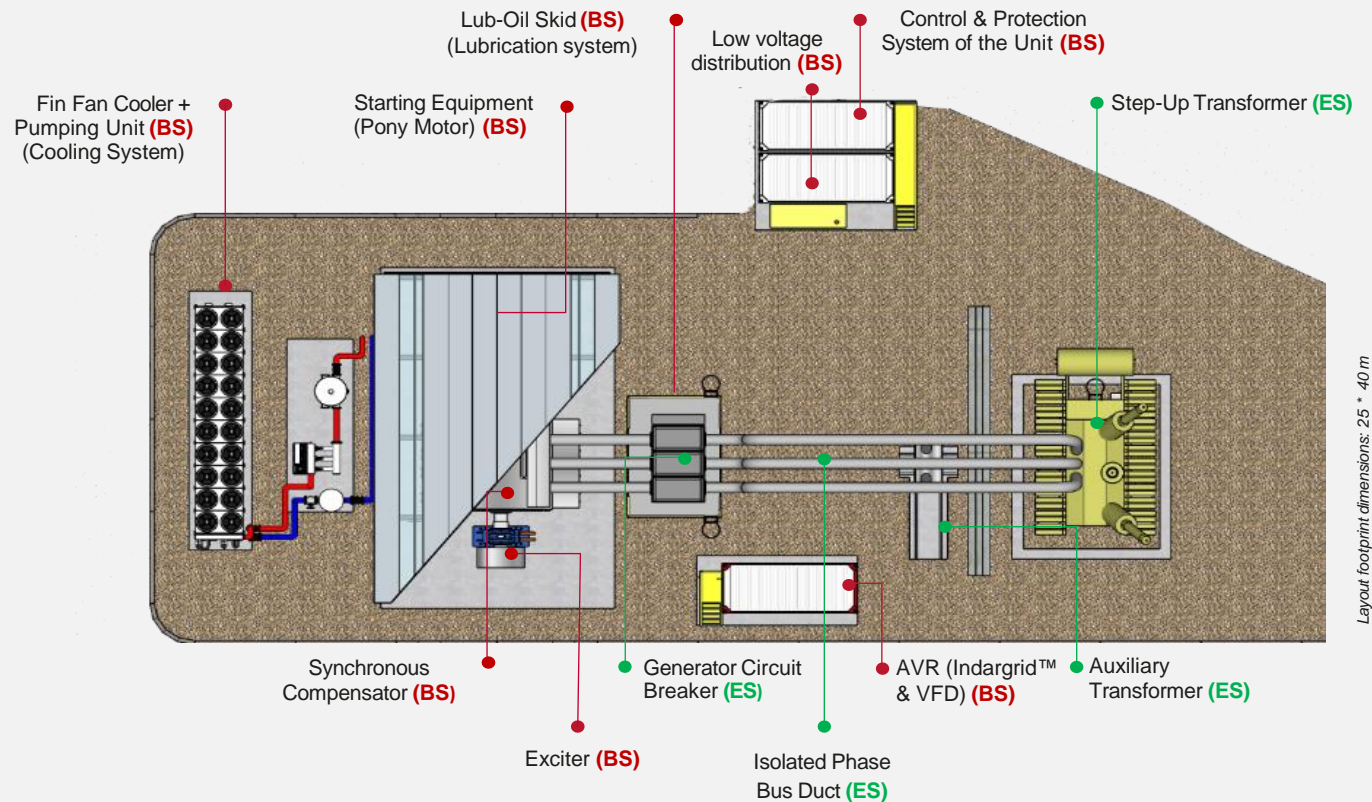 Lub-Oil Skid (BS)
(Lubrication system)
Low voltage
distribution (BS)
Control & Protection
System of the Unit (BS)
Fin Fan Cooler +
Pumping Unit (BS)
(Cooling System)
Starting Equipment
(Pony Motor) (BS)
Step-Up Transformer (ES)
Layout footprint dimensions: 25 * 40 m
Synchronous
Compensator (BS)
Generator Circuit
Breaker (ES)
AVR (Indargrid™
& VFD) (BS)
Auxiliary
Transformer (ES)
Exciter (BS)
Isolated Phase
Bus Duct (ES)